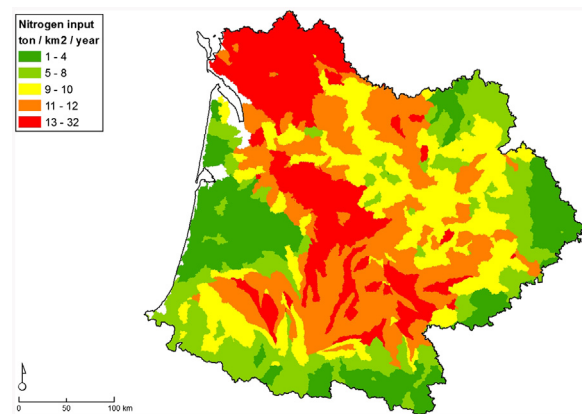 Nitrogen input
ton / km2 / year
1 - 4
5 - 8
9 - 10
11 - 12
13 - 32
0 50 100 km